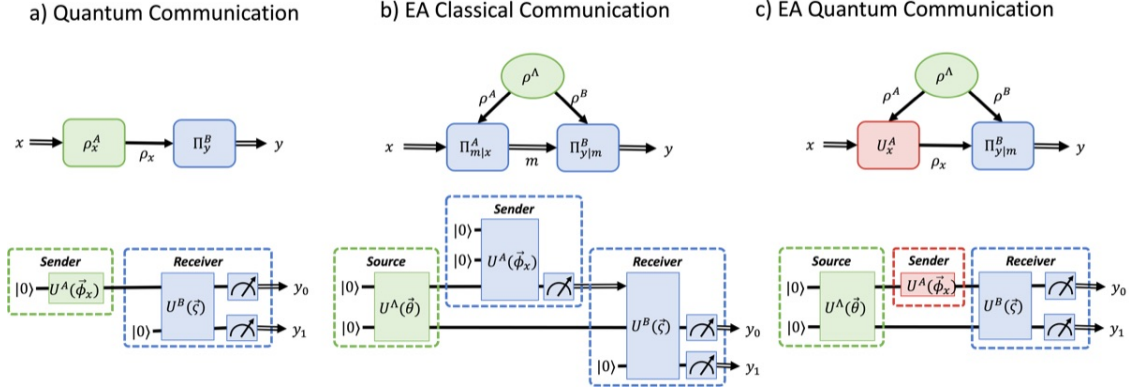 a) Quantum Communication
b) EA Classical Communication
c) EA Quantum Communication
x
ρ_x^A
ρ_x
Π_y^B
y
ρ^Λ
ρ^A
ρ^B
x
Π_{m|x}^A
m
Π_{y|m}^B
y
ρ^Λ
ρ^A
ρ^B
x
U_x^A
ρ_x
Π_{y|m}^B
y
Sender
|0⟩
U^A(φ⃗_x)
Receiver
|0⟩
U^B(ς⃗)
y_0
y_1
Source
|0⟩
|0⟩
U^Λ(θ⃗)
Sender
|0⟩
|0⟩
U^A(φ⃗_x)
Receiver
|0⟩
U^B(ς⃗)
y_0
y_1
Source
|0⟩
|0⟩
U^Λ(θ⃗)
Sender
U^A(φ⃗_x)
Receiver
U^B(ς⃗)
y_0
y_1